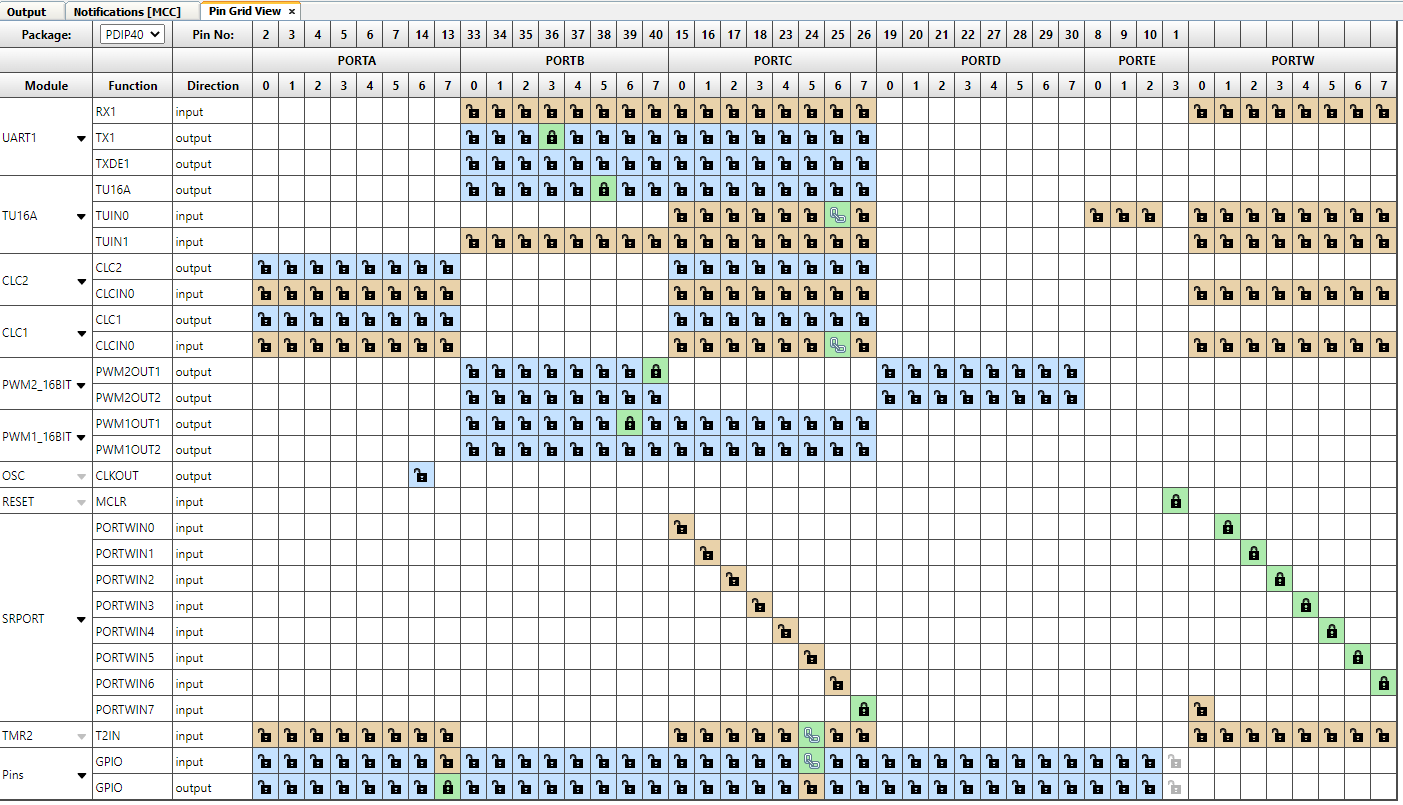 Output Notifications [MCC] Pin Grid View ×
Package: PDIP40 Pin No: 2 3 4 5 6 7 14 13 33 34 35 36 37 38 39 40 15 16 17 18 23 24 25 26 19 20 21 22 27 28 29 30 8 9 10 1
PORTA PORTB PORTC PORTD PORTE PORTW
Module Function Direction 0 1 2 3 4 5 6 7 0 1 2 3 4 5 6 7 0 1 2 3 4 5 6 7 0 1 2 3 4 5 6 7 0 1 2 3 0 1 2 3 4 5 6 7
RX1 input
UART1 TX1 output
TXDE1 output
TU16A output
TU16A TUIN0 input
TUIN1 input
CLC2 output
CLC2
CLCIN0 input
CLC1 output
CLC1
CLCIN0 input
PWM2OUT1 output
PWM2_16BIT
PWM2OUT2 output
PWM1OUT1 output
PWM1_16BIT
PWM1OUT2 output
OSC CLKOUT output
RESET MCLR input
PORTWIN0 input
PORTWIN1 input
PORTWIN2 input
PORTWIN3 input
SRPORT
PORTWIN4 input
PORTWIN5 input
PORTWIN6 input
PORTWIN7 input
TMR2 T2IN input
GPIO input
Pins
GPIO output